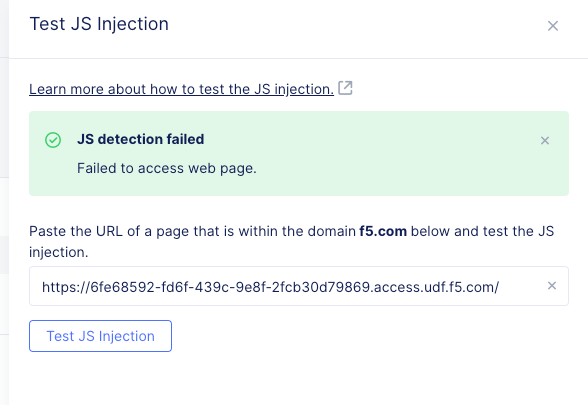 Test JS Injection
Learn more about how to test the JS injection.
JS detection failed
Failed to access web page.
Paste the URL of a page that is within the domain f5.com below and test the JS
injection.
https://6fe68592-fd6f-439c-9e8f-2fcb30d79869.access.udf.f5.com/
Test JS Injection